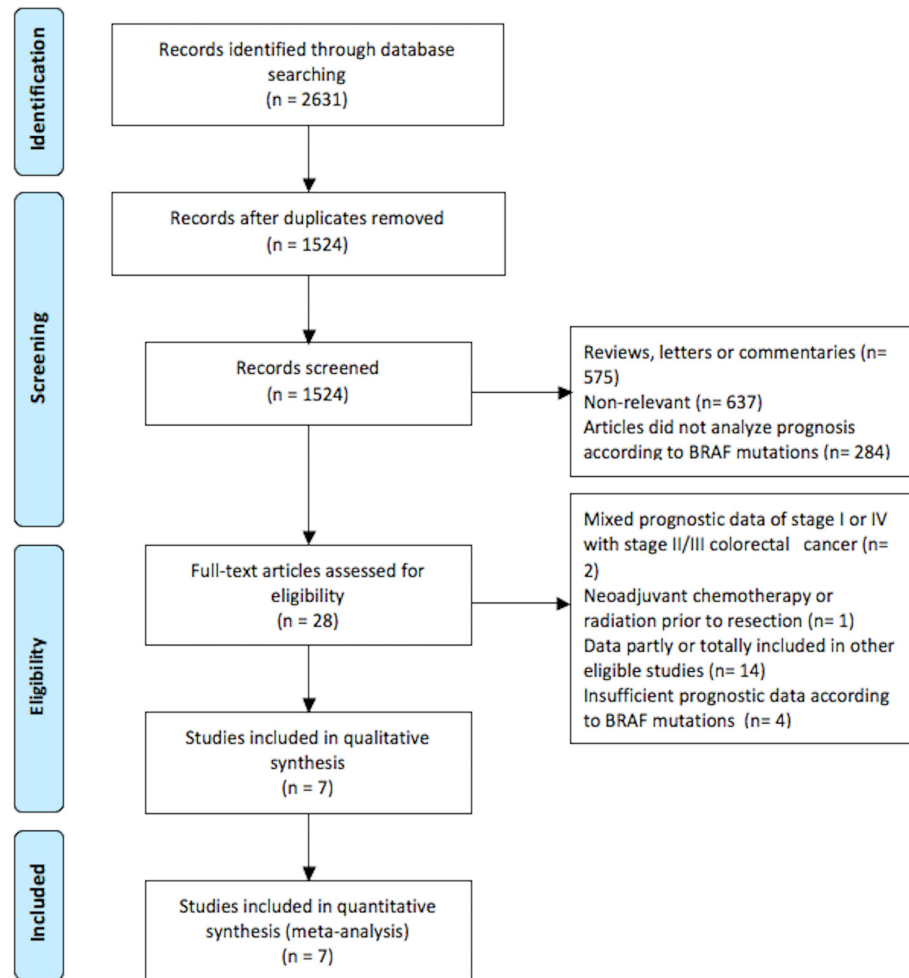 Identification
Records identified through database
searching
(n = 2631)
Screening
Records after duplicates removed
(n = 1524)
Records screened
(n = 1524)
Reviews, letters or commentaries (n=
575)
Non-relevant (n= 637)
Articles did not analyze prognosis
according to BRAF mutations (n= 284)
Eligibility
Full-text articles assessed for
eligibility
(n = 28)
Mixed prognostic data of stage I or IV
with stage II/III colorectal cancer (n=
2)
Neoadjuvant chemotherapy or
radiation prior to resection (n= 1)
Data partly or totally included in other
eligible studies (n= 14)
Insufficient prognostic data according
to BRAF mutations (n= 4)
Studies included in qualitative
synthesis
(n = 7)
Included
Studies included in quantitative
synthesis (meta-analysis)
(n = 7)